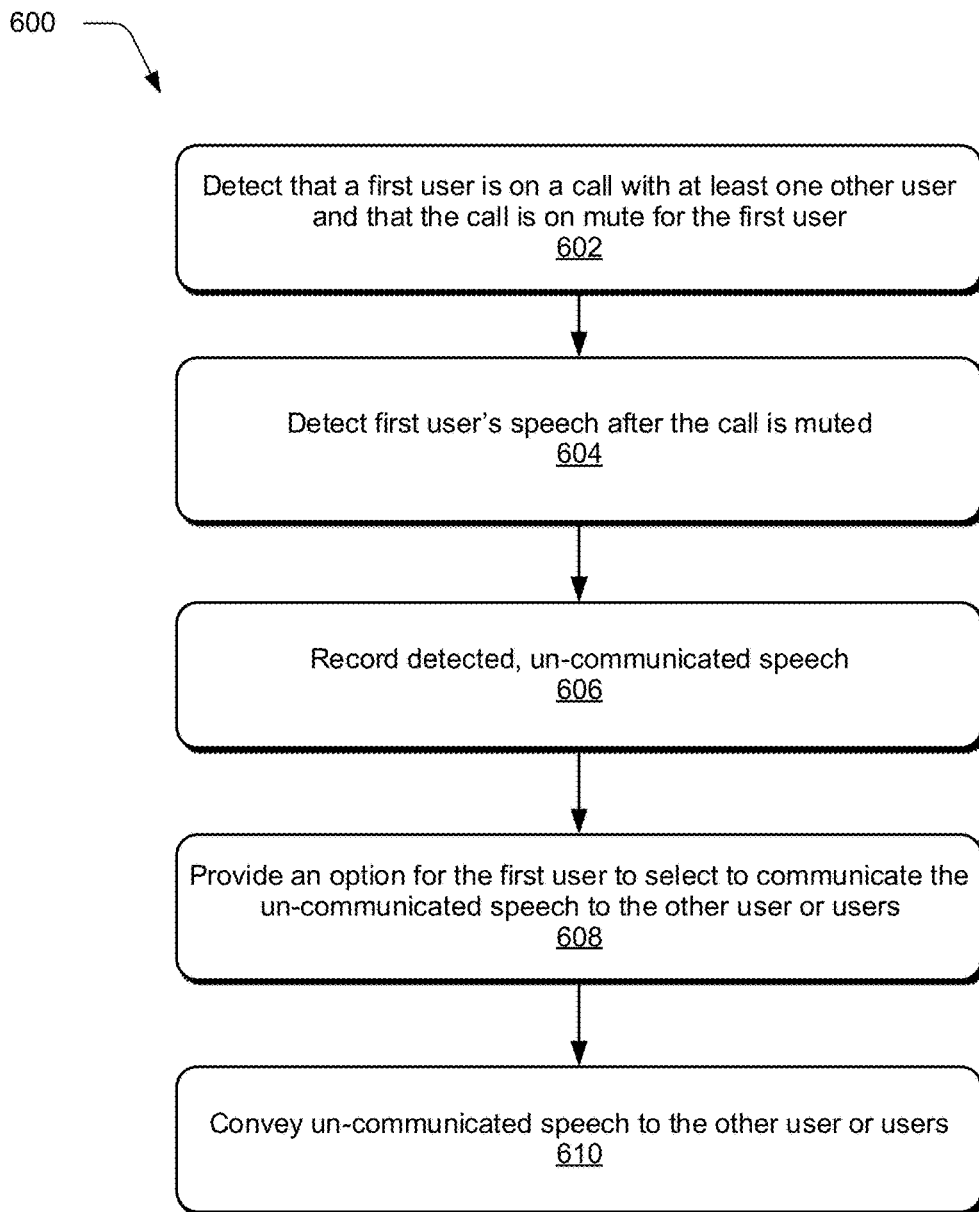 600
Detect that a first user is on a call with at least one other user
and that the call is on mute for the first user
602
Detect first user's speech after the call is muted
604
Record detected, un-communicated speech
606
Provide an option for the first user to select to communicate the
un-communicated speech to the other user or users
608
Convey un-communicated speech to the other user or users
610